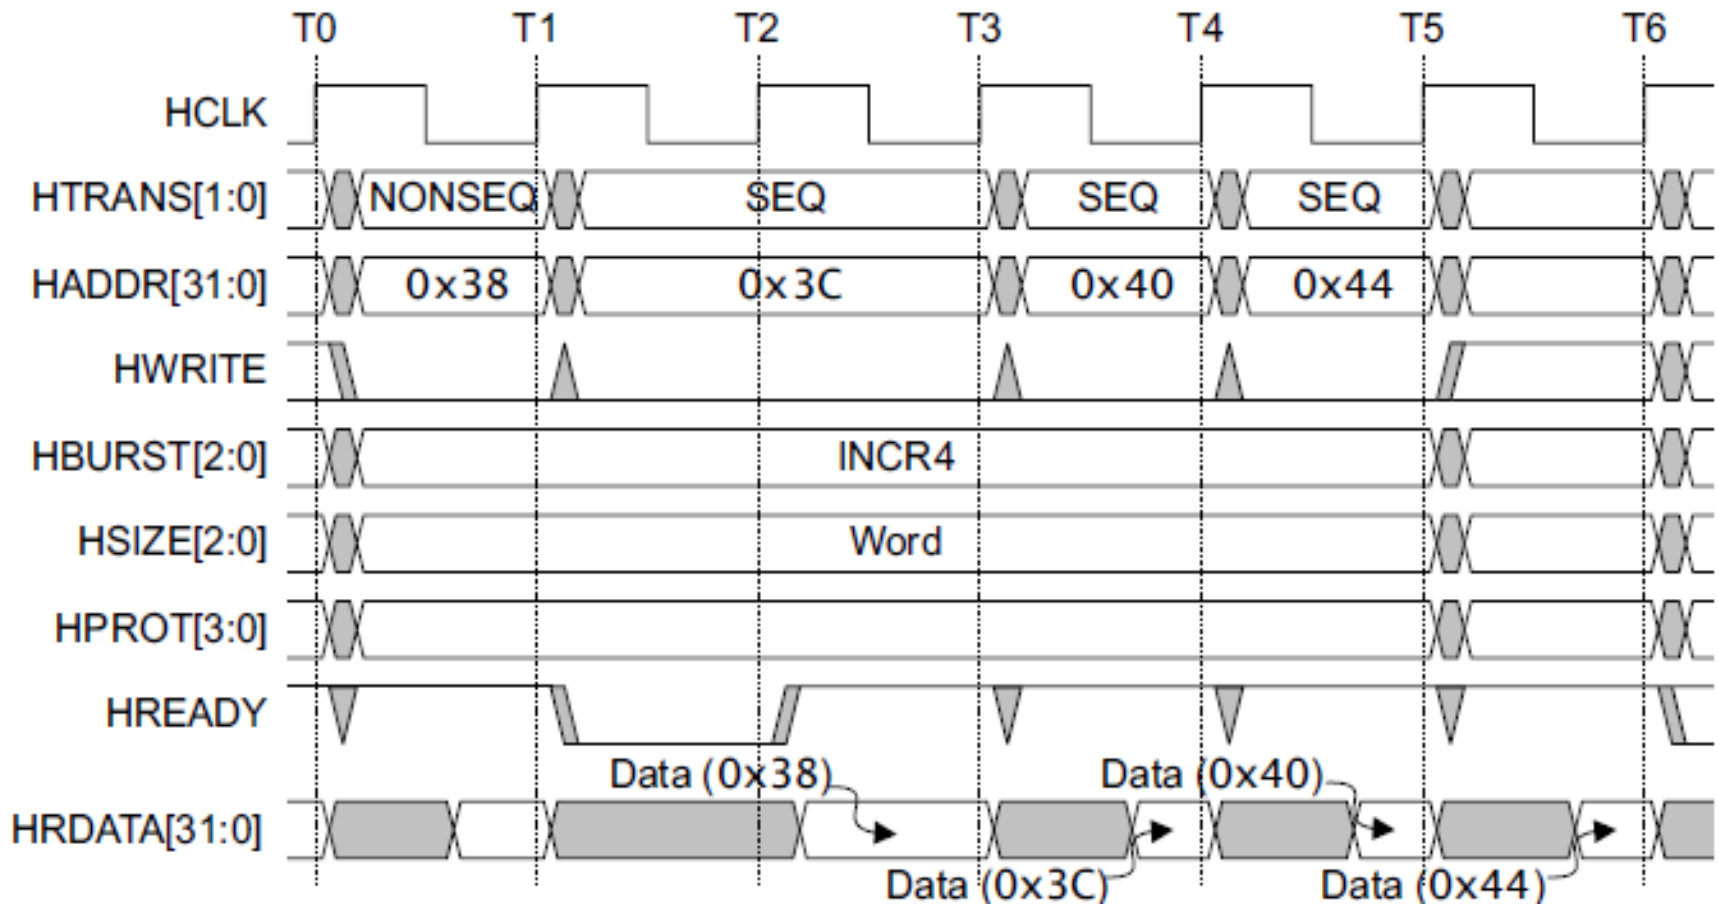 T0 T1 T2 T3 T4 T5 T6
HCLK
HTRANS[1:0] NONSEQ SEQ SEQ SEQ
HADDR[31:0] 0x38 0x3C 0x40 0x44
HWRITE
HBURST[2:0] INCR4
HSIZE[2:0] Word
HPROT[3:0]
HREADY
Data (0x38) Data (0x40)
HRDATA[31:0]
Data (0x3C) Data (0x44)